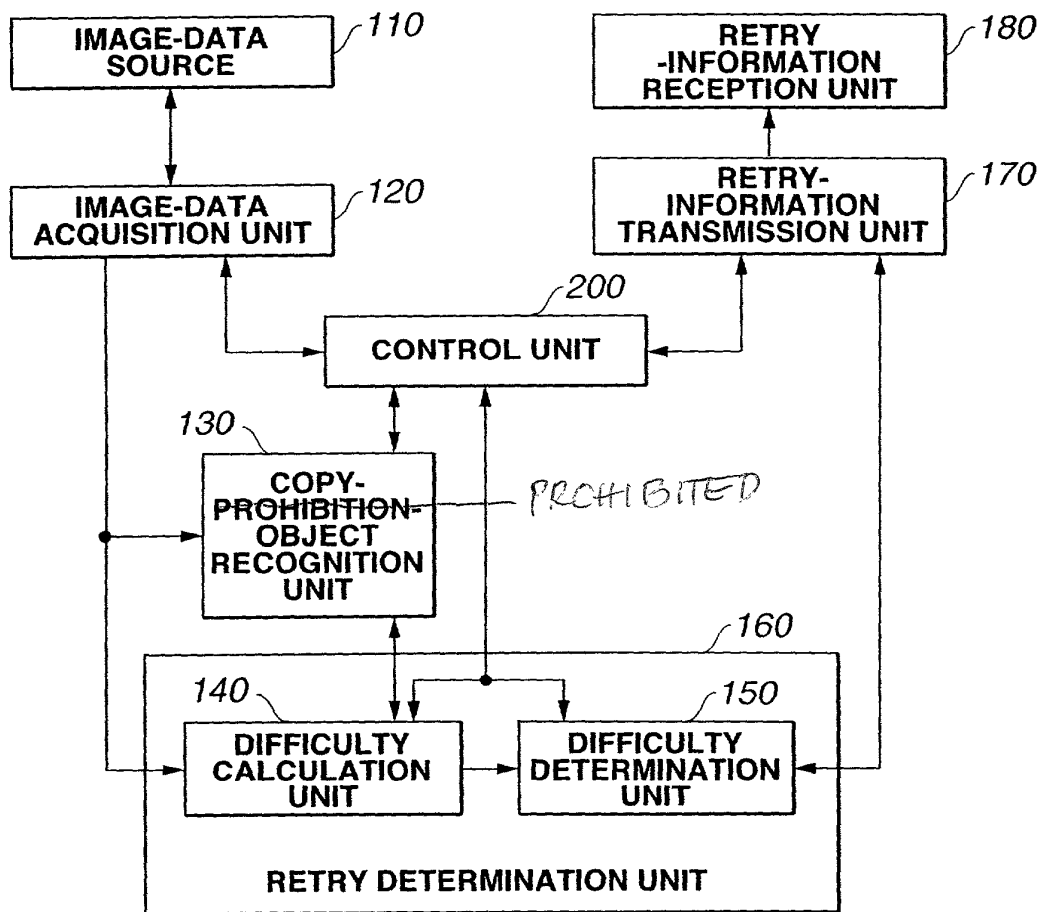 IMAGE-DATA
SOURCE
110
RETRY
-INFORMATION
RECEPTION UNIT
180
IMAGE-DATA
ACQUISITION UNIT
120
RETRY-
INFORMATION
TRANSMISSION UNIT
170
200
CONTROL UNIT
130
COPY-
PROHIBITION-
OBJECT
RECOGNITION
UNIT
PROHIBITED
160
140
DIFFICULTY
CALCULATION
UNIT
150
DIFFICULTY
DETERMINATION
UNIT
RETRY DETERMINATION UNIT